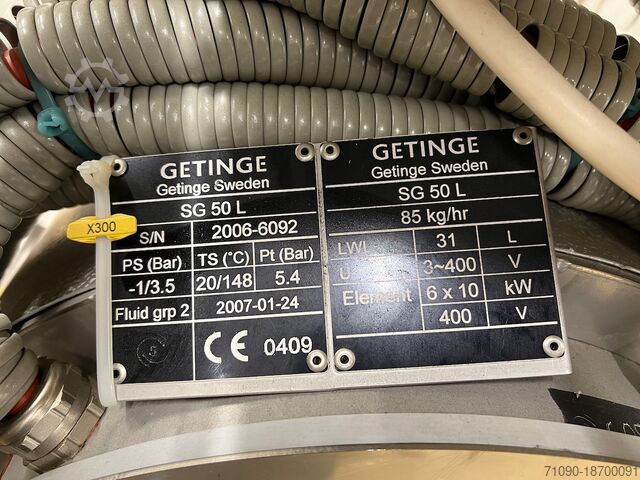 GETINGE
Getinge Sweden
SG 50 L
S/N 2006-6092
PS (Bar) TS (°C) Pt (Bar)
-1/3.5 20/148 5.4
Fluid grp 2 2007-01-24
CE 0409
X300
GETINGE
Getinge Sweden
SG 50 L
85 kg/hr
LWL 31 L
U 3~400 V
Element 6 x 10 kW
400 V
71090-18700091